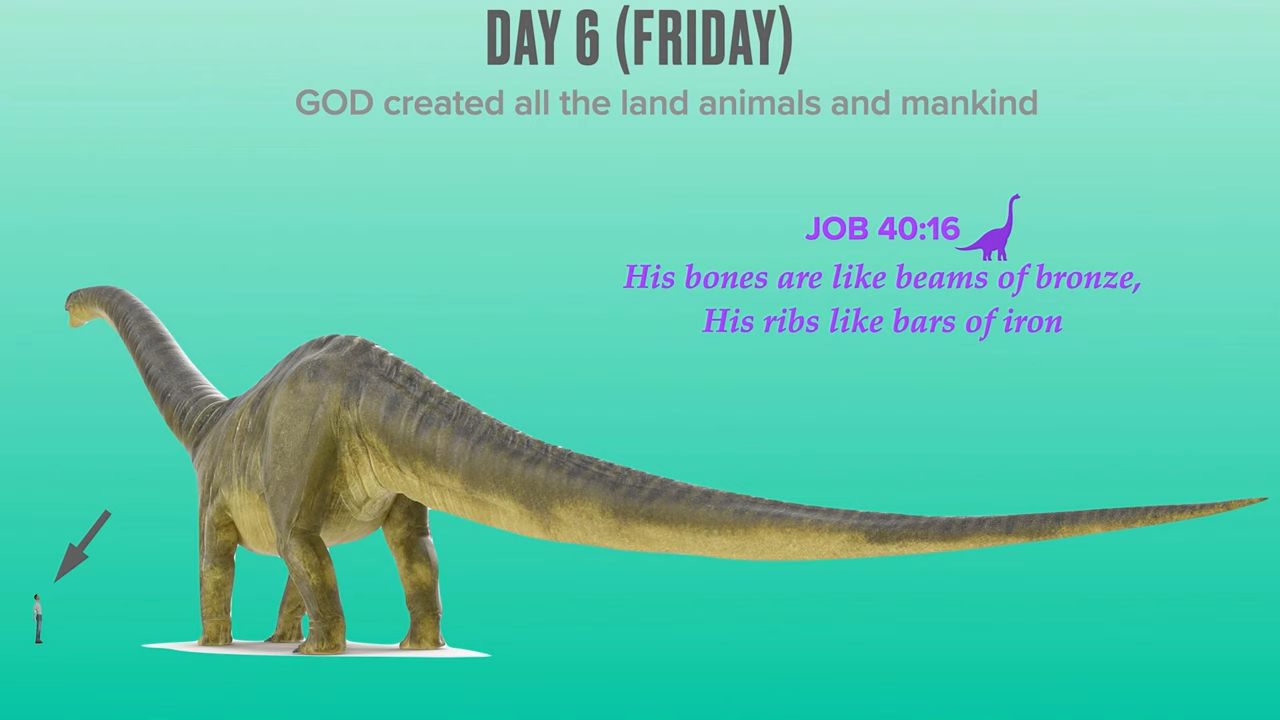 DAY 6 (FRIDAY)
GOD created all the land animals and mankind
JOB 40:16
His bones are like beams of bronze,
His ribs like bars of iron